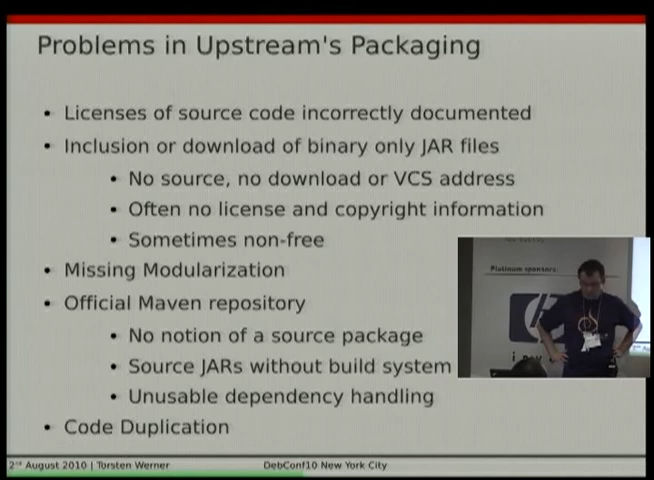 Problems in Upstream's Packaging
• Licenses of source code incorrectly documented
• Inclusion or download of binary only JAR files
• No source, no download or VCS address
• Often no license and copyright information
• Sometimes non-free
• Missing Modularization
• Official Maven repository
• No notion of a source package
• Source JARs without build system
• Unusable dependency handling
• Code Duplication
Platinum sponsors:
2nd August 2010 | Torsten Werner
DebConf10 New York City